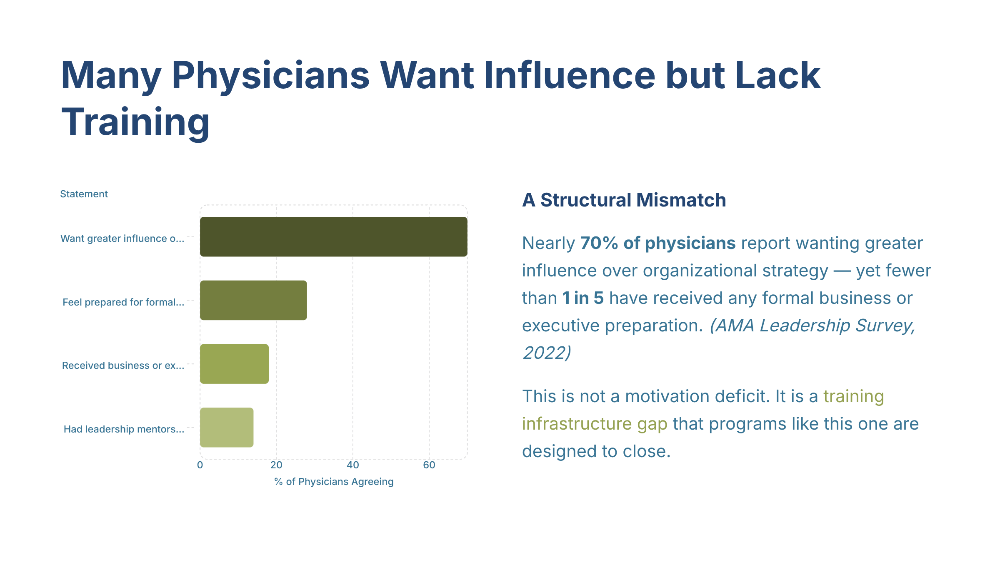 Many Physicians Want Influence but Lack
Training
Statement
Want greater influence o...
Feel prepared for formal...
Received business or ex...
Had leadership mentors...
0 20 40 60
% of Physicians Agreeing
A Structural Mismatch
Nearly 70% of physicians report wanting greater
influence over organizational strategy — yet fewer
than 1 in 5 have received any formal business or
executive preparation. (AMA Leadership Survey,
2022)
This is not a motivation deficit. It is a training
infrastructure gap that programs like this one are
designed to close.